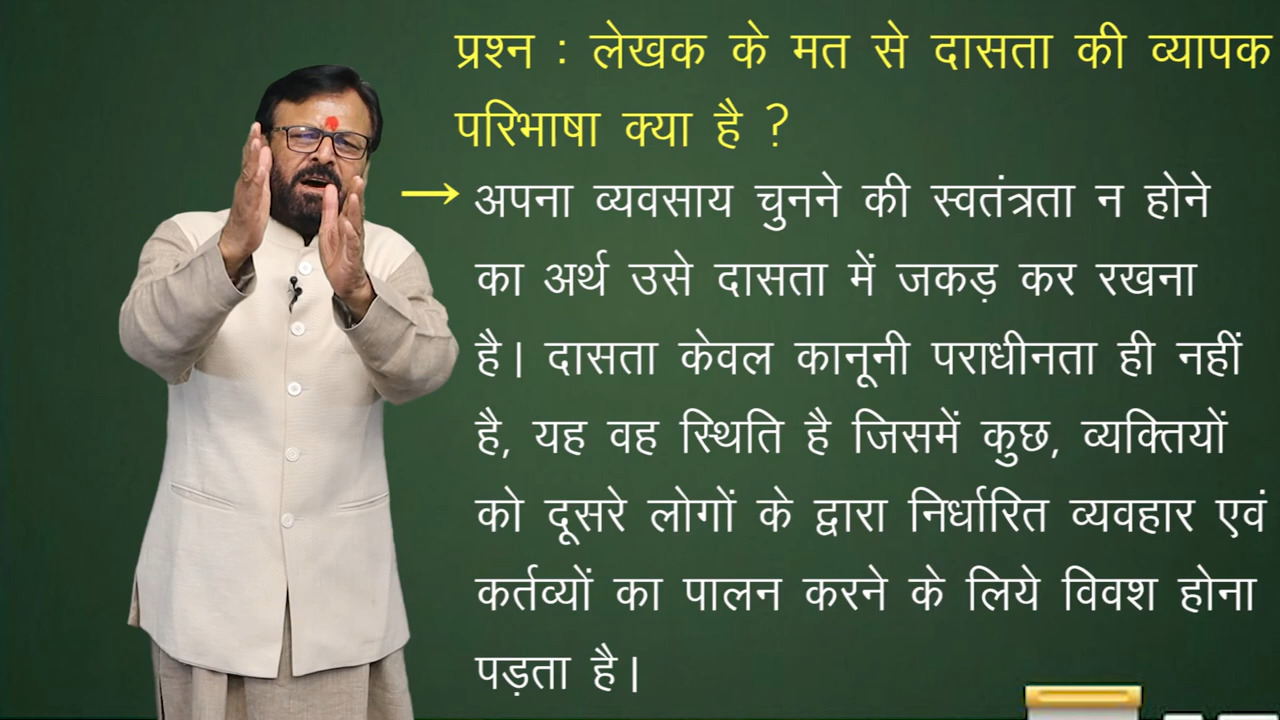 प्रश्न : लेखक के मत से दासता की व्यापक
परिभाषा क्या है ?
→ अपना व्यवसाय चुनने की स्वतंत्रता न होने
का अर्थ उसे दासता में जकड़ कर रखना
है। दासता केवल कानूनी पराधीनता ही नहीं
है, यह वह स्थिति है जिसमें कुछ, व्यक्तियों
को दूसरे लोगों के द्वारा निर्धारित व्यवहार एवं
कर्तव्यों का पालन करने के लिये विवश होना
पड़ता है।